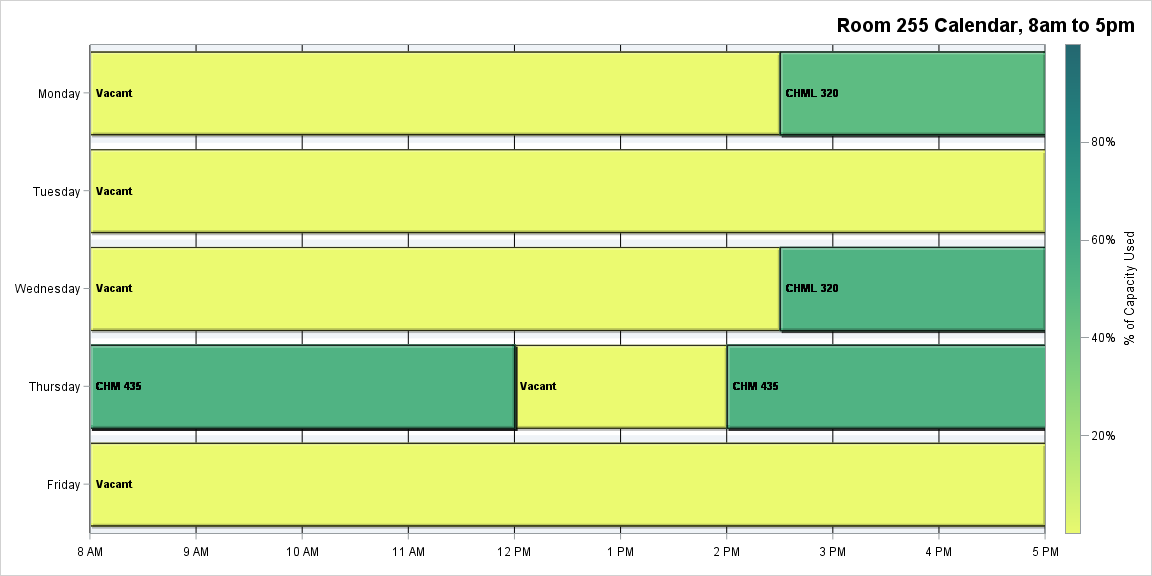 Room 255 Calendar, 8am to 5pm
Monday
Vacant
CHML 320
Tuesday
Vacant
Wednesday
Vacant
CHML 320
Thursday
CHM 435
Vacant
CHM 435
Friday
Vacant
8 AM
9 AM
10 AM
11 AM
12 PM
1 PM
2 PM
3 PM
4 PM
5 PM
80%
60%
40%
20%
% of Capacity Used